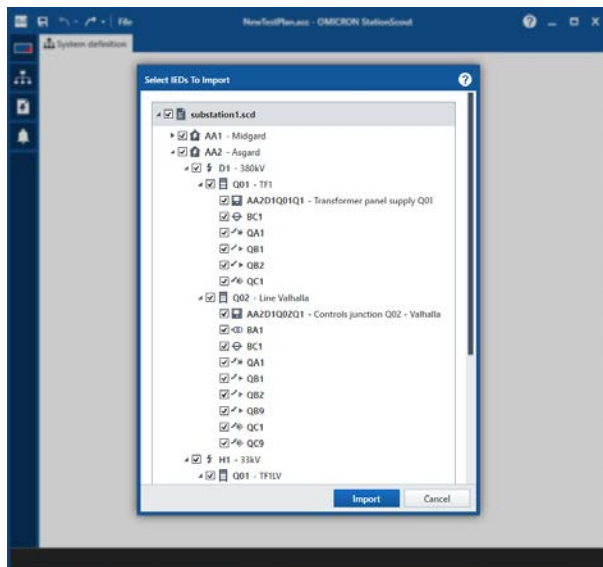 File
NewTestPlan.acc - OMICRON StationScout
System definition
Select IEDs To Import
substation1.scd
AA1 - Midgard
AA2 - Asgard
D1 - 380kV
Q01 - TF1
AA2D1Q01Q1 - Transformer panel supply Q01
BC1
QA1
QB1
QB2
QC1
Q02 - Line Valhalla
AA2D1Q02Q1 - Controls junction Q02 - Valhalla
BA1
BC1
QA1
QB1
QB2
QB9
QC1
QC9
H1 - 33kV
Q01 - TF1LV
Import
Cancel